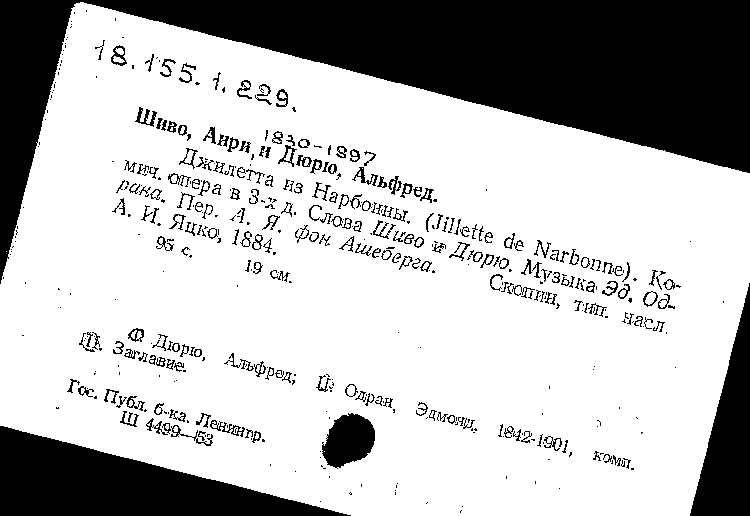 18.155.1.229.
1830-1897
Шиво, Анри, и Дюрю, Альфред.
Джилетта из Нарбонны. (Jillette de Narbonne). Ко-
мич. опера в 3-х д. Слова Шиво и Дюрю. Музыка Эд. Од-
рана. Пер. А. Я. фон Ашеберга. Скопин, тип. насл.
А. И. Яцко, 1884.
95 с. 19 см.
I. Дюрю, Альфред; II. Одран, Эдмонд, 1842-1901, комп.
III. Заглавие.
Гос. Публ. б-ка. Ленингр.
Ш 4499—53